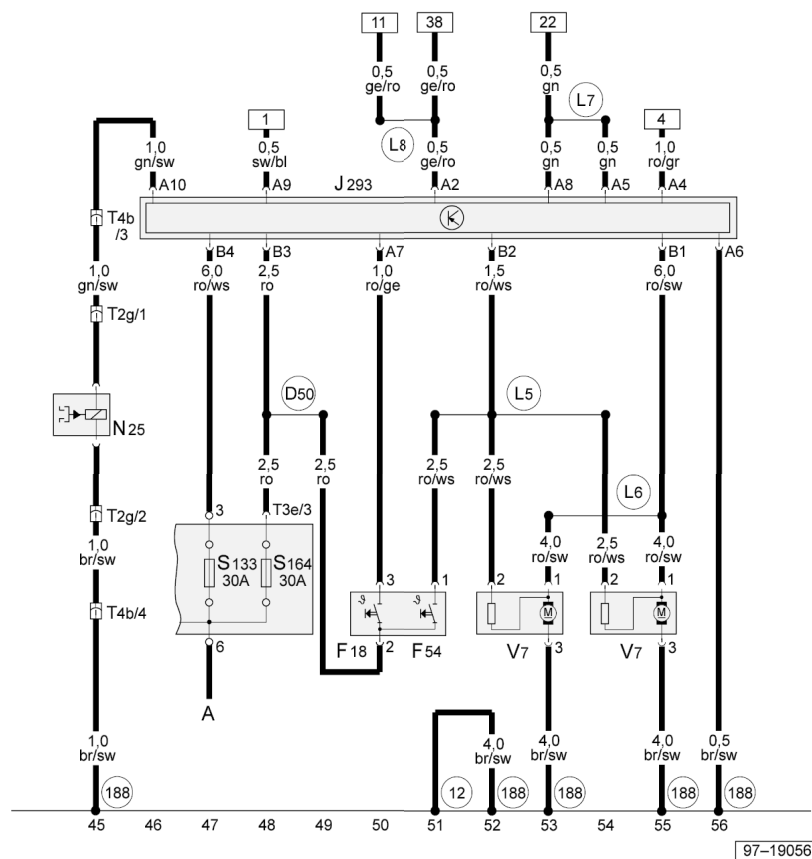 11 38 22
0,5 0,5 0,5
ge/ro ge/ro gn
L7
1 4
L8
1,0 0,5 0,5 0,5 0,5 1,0
gn/sw sw/bl ge/ro gn gn ro/gr
A10 A9 J293 A2 A8 A5 A4
T4b
/3
B4 B3 A7 B2 B1 A6
1,0 6,0 2,5 1,0 1,5 6,0
gn/sw ro/ws ro ro/ge ro/ws ro/sw
T2g/1
D50 L5
N25
2,5 2,5 2,5 2,5
ro ro ro/ws ro/ws
L6
T2g/2 3 T3e/3
1,0 4,0 2,5 4,0
br/sw ro/sw ro/ws ro/sw
S133 S164
30A 30A
3 1 2 1 2 1
T4b/4
M M
6 2 3 3
F18 F54 V7 V7
A
1,0 4,0 4,0 4,0 0,5
br/sw br/sw br/sw br/sw br/sw
188 12 188 188 188 188
45 46 47 48 49 50 51 52 53 54 55 56
97–19056